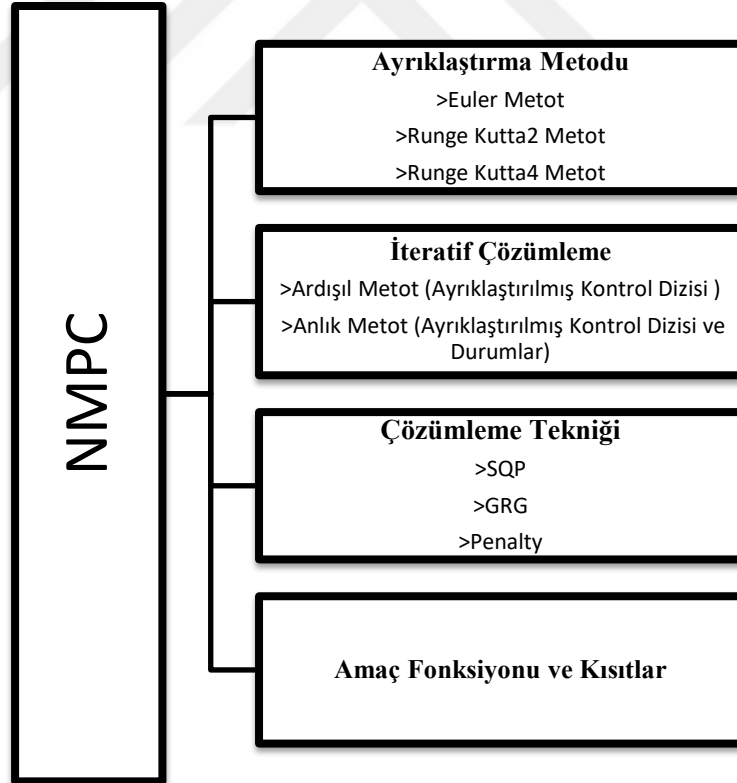 NMPC
Ayrıklaştırma Metodu
>Euler Metot
>Runge Kutta2 Metot
>Runge Kutta4 Metot
İteratif Çözümleme
>Ardışıl Metot (Ayrıklaştırılmış Kontrol Dizisi )
>Anlık Metot (Ayrıklaştırılmış Kontrol Dizisi ve
Durumlar)
Çözümleme Tekniği
>SQP
>GRG
>Penalty
Amaç Fonksiyonu ve Kısıtlar